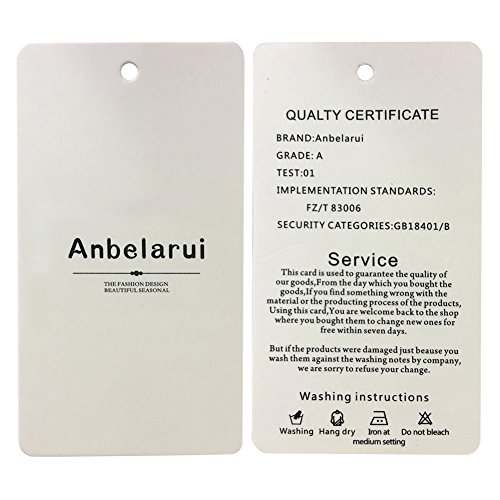 Anbelarui
THE FASHION DESIGN
BEAUTIFUL SEASONAL
QUALTY CERTIFICATE
BRAND:Anbelarui
GRADE: A
TEST:01
IMPLEMENTATION STANDARDS:
FZ/T 83006
SECURITY CATEGORIES:GB18401/B
Service
This card is used to guarantee the quality of
our goods,From the day which you bought the
goods,If you find something wrong with the
material or the producting process of the products,
Using this card,You are welcome back to the shop
where you bought them to change new ones for
free within seven days.
But if the products were damaged just beause you
wash them against the washing notes by company,
we are sorry to refuse your change.
Washing instructions
Washing Hang dry Iron at Do not bleach
medium setting